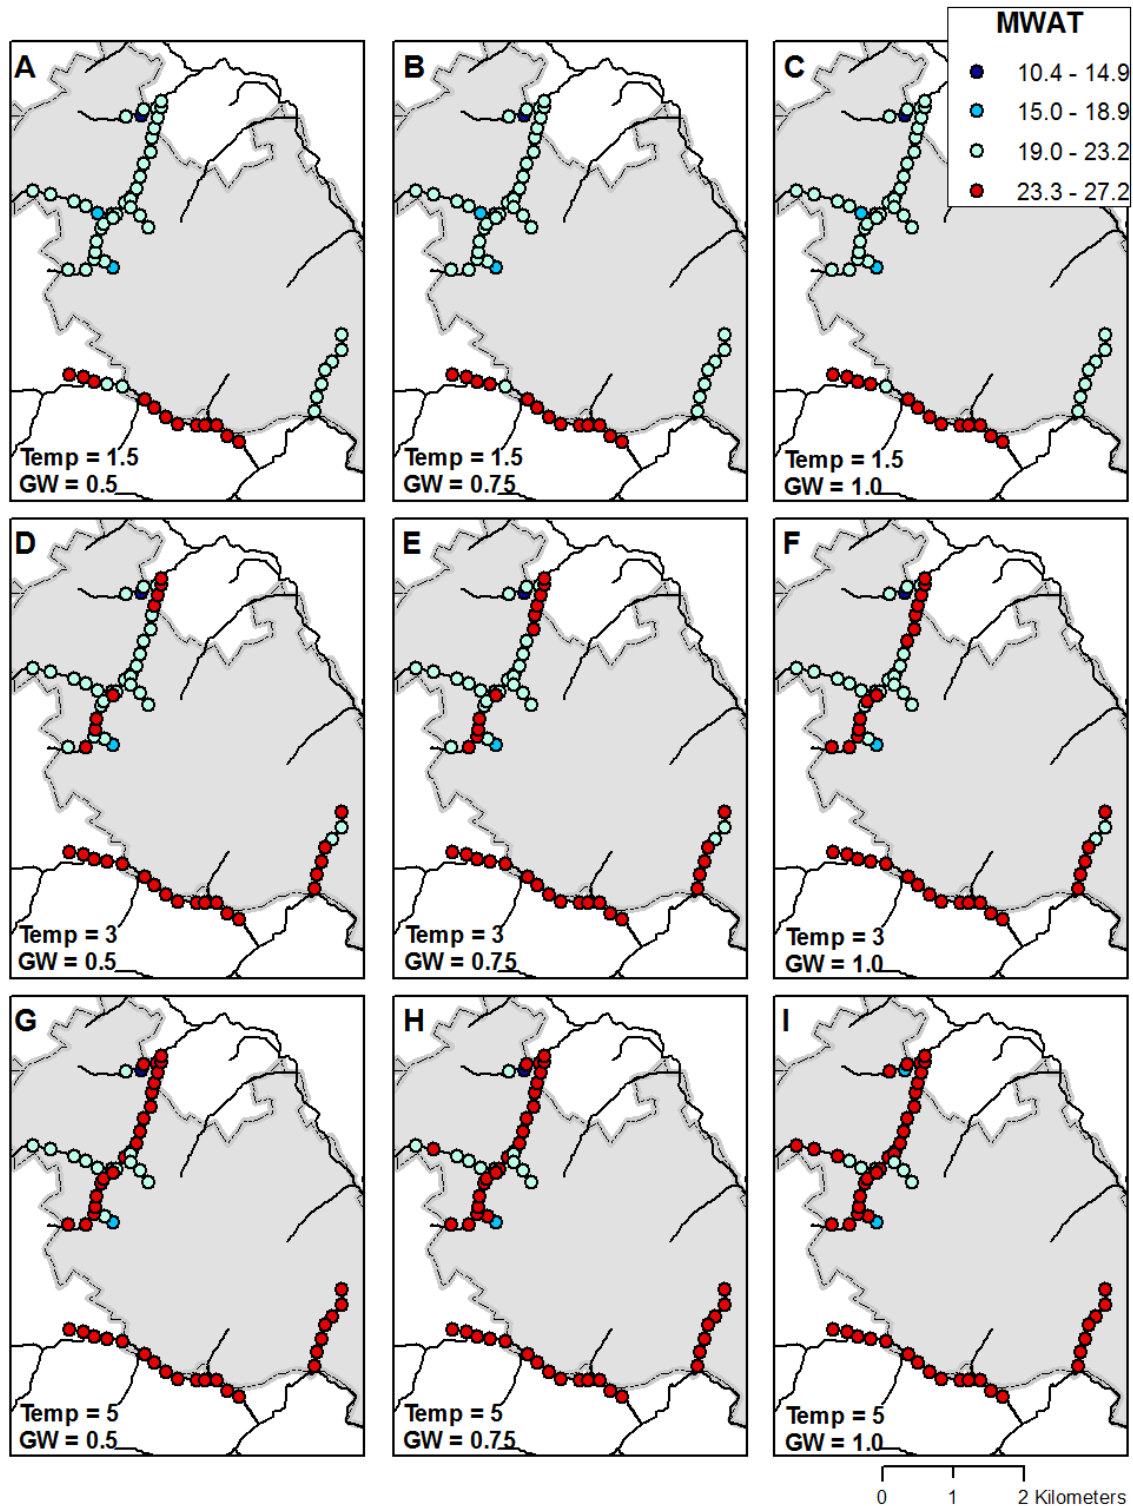 MWAT
10.4 - 14.9
15.0 - 18.9
19.0 - 23.2
23.3 - 27.2
A
Temp = 1.5
GW = 0.5
B
Temp = 1.5
GW = 0.75
C
Temp = 1.5
GW = 1.0
D
Temp = 3
GW = 0.5
E
Temp = 3
GW = 0.75
F
Temp = 3
GW = 1.0
G
Temp = 5
GW = 0.5
H
Temp = 5
GW = 0.75
I
Temp = 5
GW = 1.0
0 1 2 Kilometers